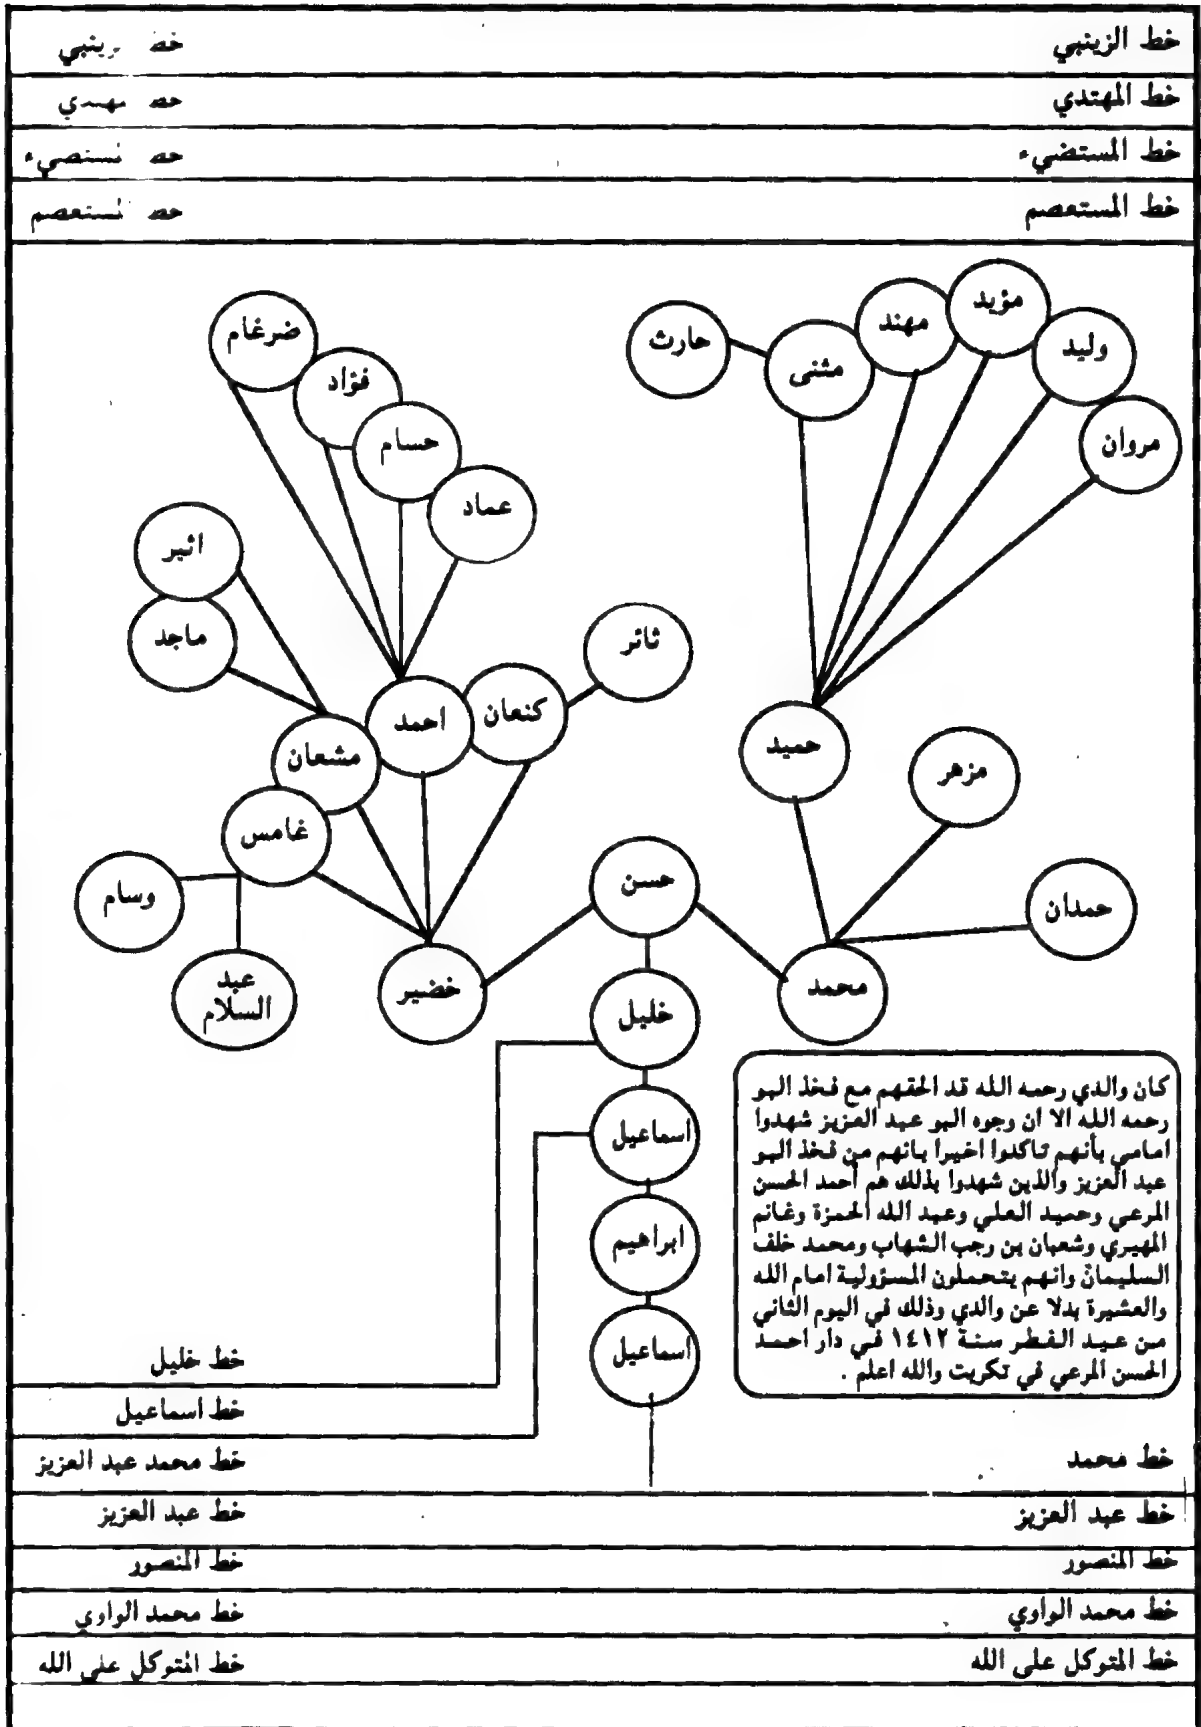 خط الزينبي
خط المهتدي
خط المستضيء
خط المستعصم
مؤيد
مهند
وليد
حارث
مثنى
مروان
ضرغام
فؤاد
حسام
عماد
اثير
ماجد
ثائر
كنعان
احمد
مشعان
غامس
وسام
عبد
السلام
حميد
مزهر
حمدان
حسن
خضير
محمد
خليل
اسماعيل
ابراهيم
اسماعيل
كان والدي رحمه الله قد الحقهم مع فخذ البو
رحمه الله الا ان وجوه البو عبد العزيز شهدوا
امامي بأنهم تاكدوا اخيرا بانهم من فخذ البو
عبد العزيز والذين شهدوا بذلك هم أحمد الحسن
المرعي وحميد العلي وعبد الله الحمزة وغانم
المهيري وشعبان بن رجب الشهاب ومحمد خلف
السليمان وانهم يتحملون المسؤولية امام الله
والعشيرة بدلا عن والدي وذلك في اليوم الثاني
من عيد الفطر سنة ١٤١٢ في دار احمد
الحسن المرعي في تكريت والله اعلم .
خط خليل
خط اسماعيل
خط محمد
خط محمد عبد العزيز
خط عبد العزيز
خط عبد العزيز
خط المنصور
خط المنصور
خط محمد الراوي
خط محمد الراوي
خط المتوكل على الله
خط المتوكل على الله